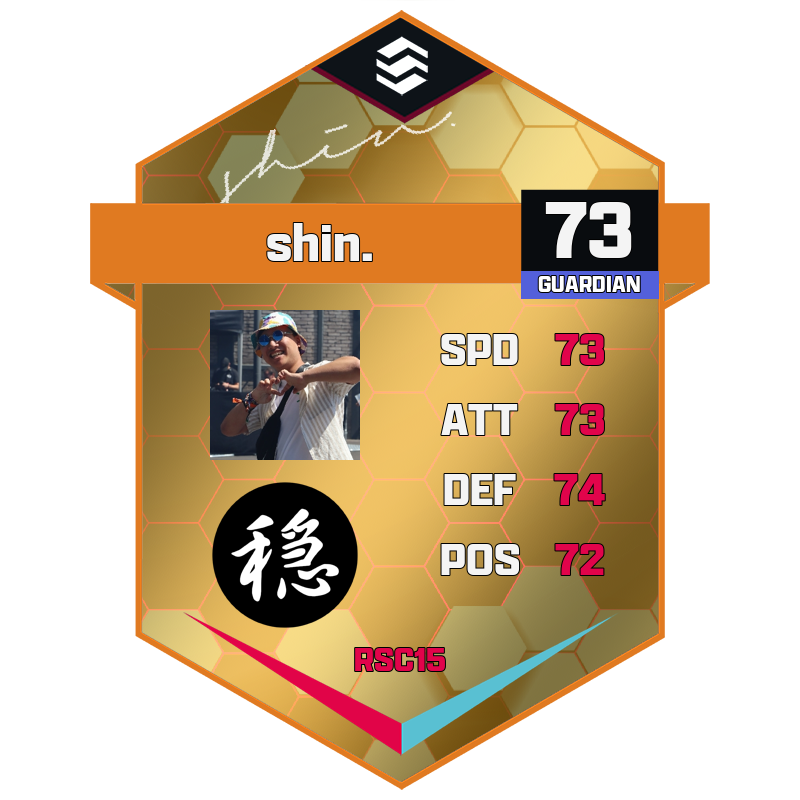 shin.
shin.
73
GUARDIAN
SPD 73
ATT 73
DEF 74
POS 72
穏
RSC15